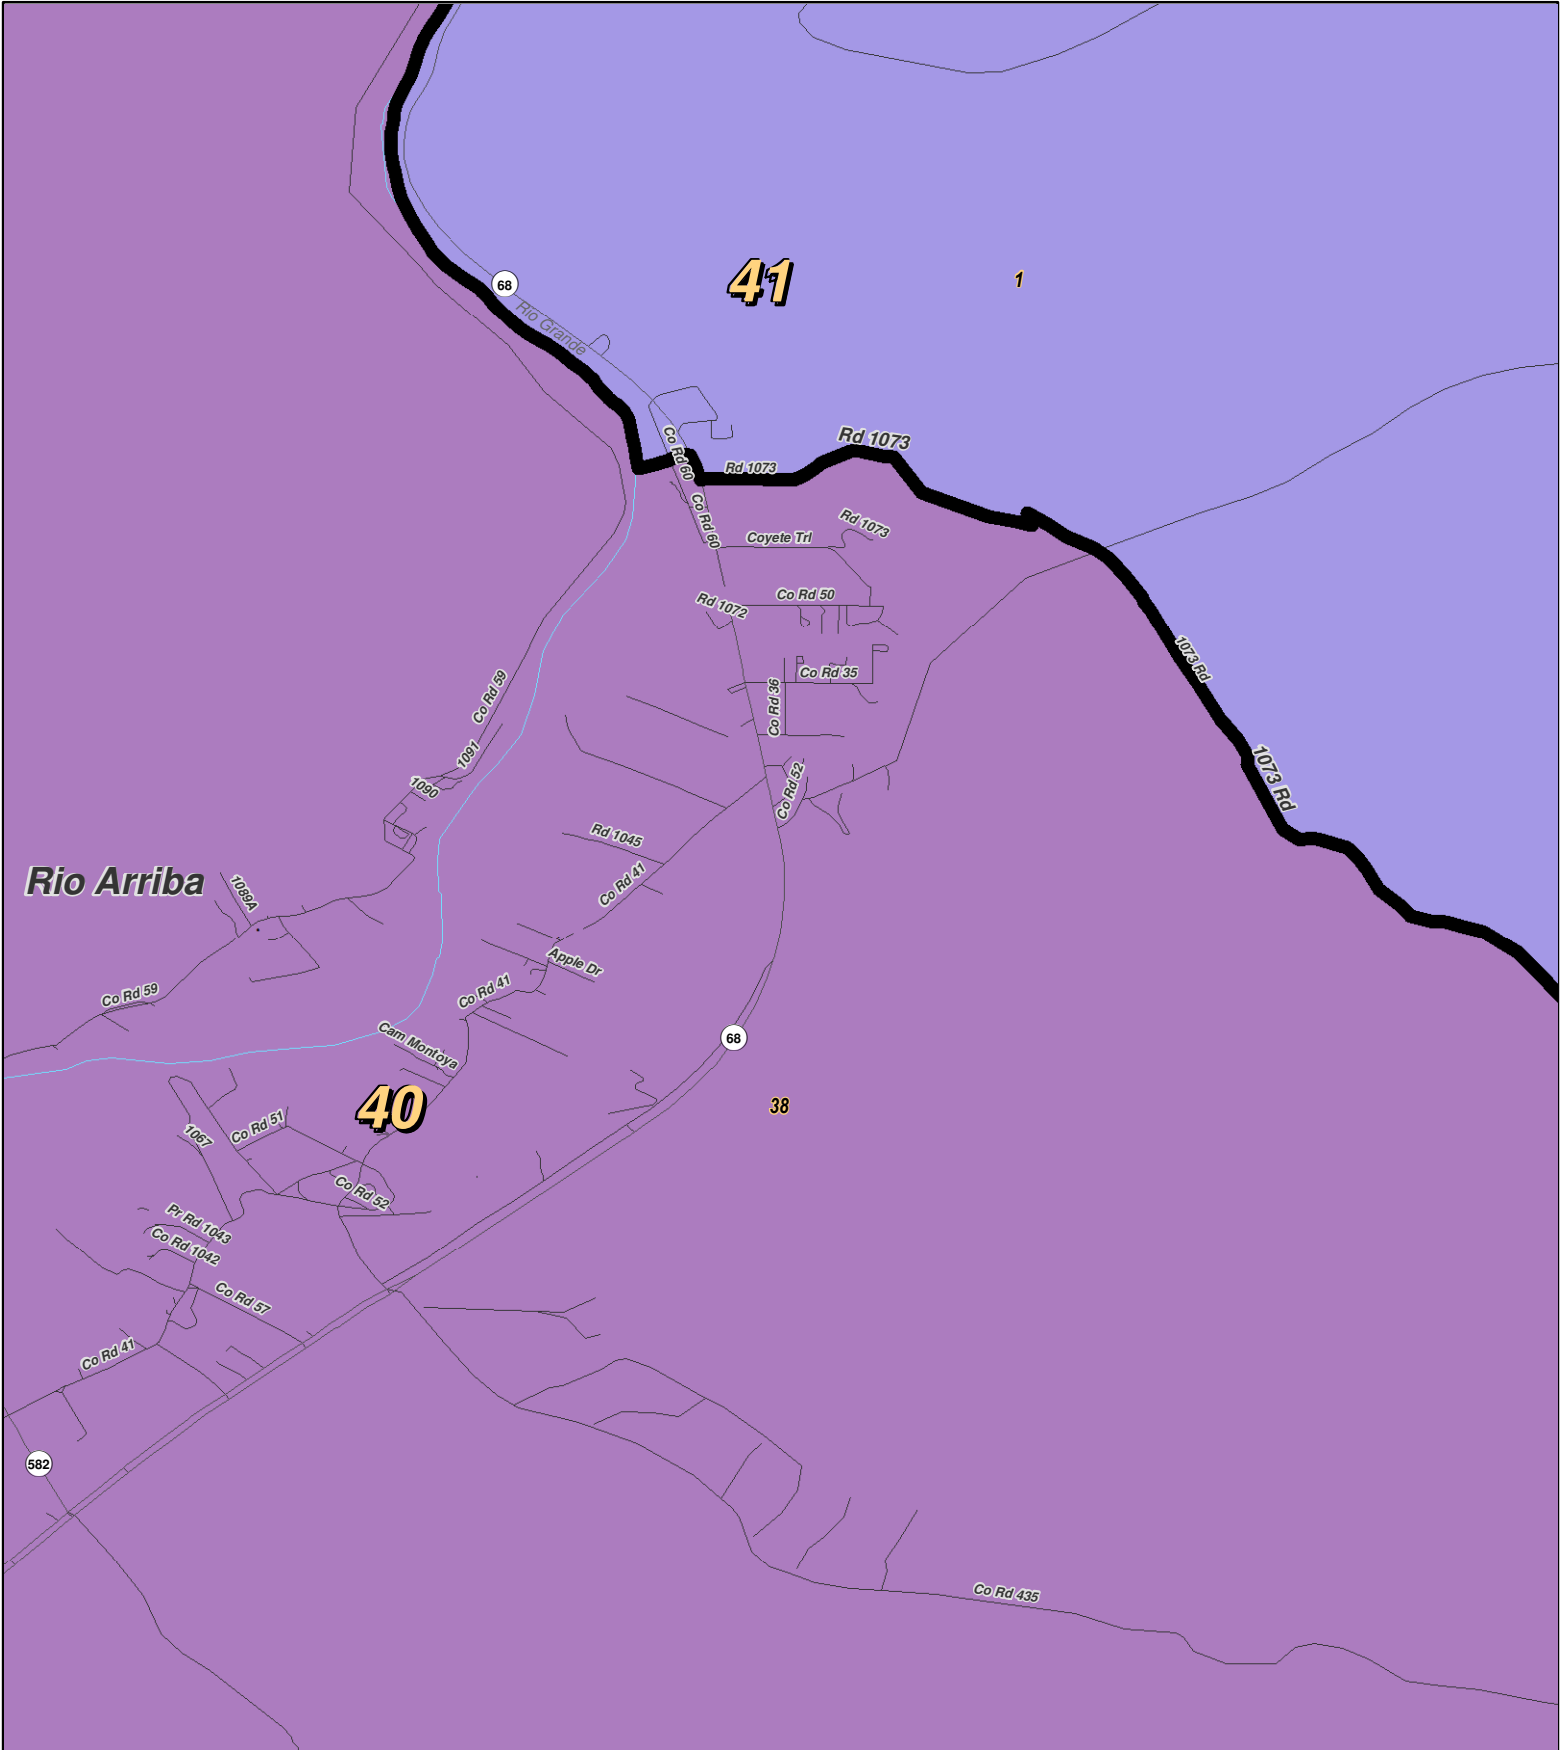 41
1
68
Rio Grande
Rd 1073
Co Rd 60
Rd 1073
Co Rd 60
Rd 1073
Coyete Trl
Co Rd 50
Rd 1072
1073 Rd
Co Rd 35
Co Rd 36
Co Rd 59
1091
1090
Co Rd 52
1073 Rd
Rd 1045
Co Rd 41
Rio Arriba
1089A
Apple Dr
Co Rd 59
Co Rd 41
Cam Montoya
68
40
38
Co Rd 51
1067
Co Rd 52
Pr Rd 1043
Co Rd 1042
Co Rd 57
Co Rd 41
582
Co Rd 435